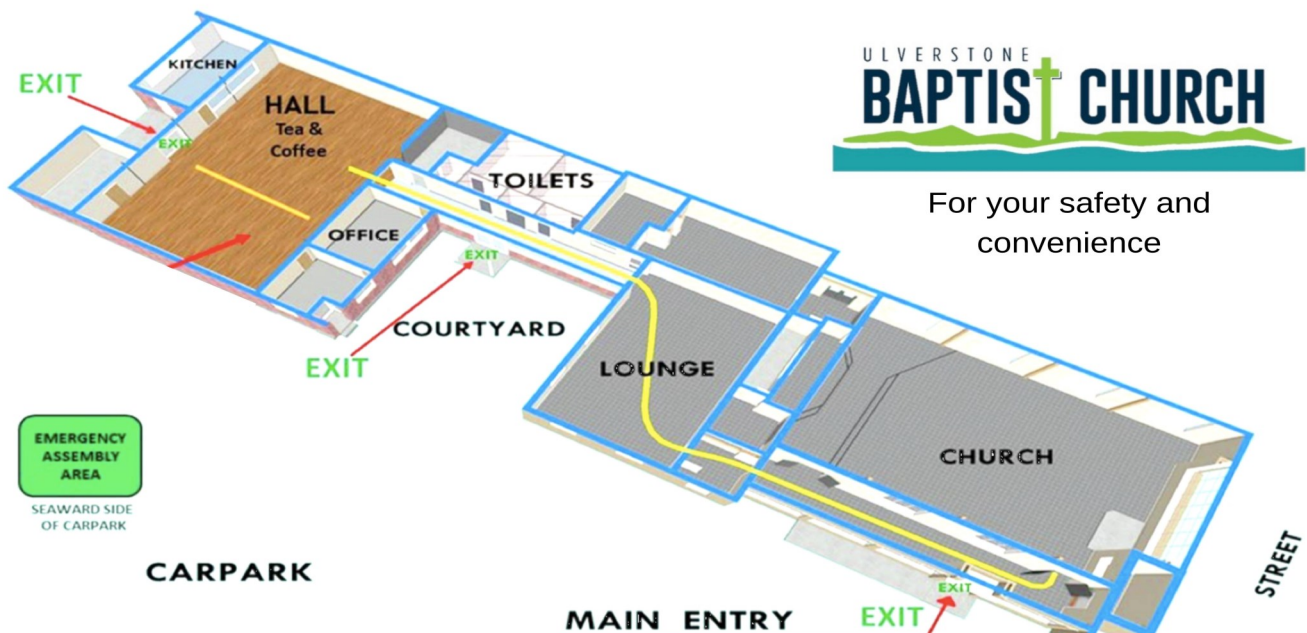 ULVERSTONE
BAPTIST CHURCH
For your safety and
convenience
KITCHEN
EXIT
EXIT
HALL
Tea &
Coffee
TOILETS
OFFICE
EXIT
COURTYARD
EXIT
LOUNGE
CHURCH
EMERGENCY
ASSEMBLY
AREA
SEAWARD SIDE
OF CARPARK
CARPARK
STREET
EXIT
EXIT
MAIN ENTRY